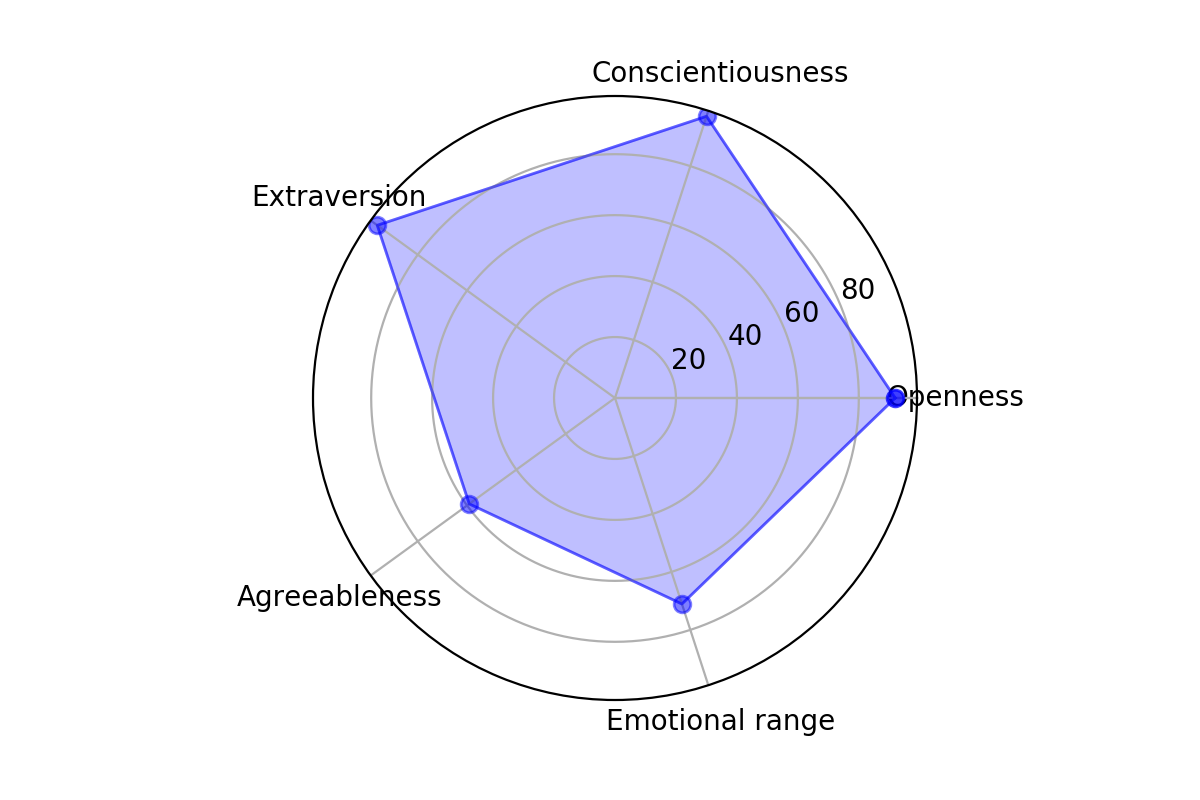 Conscientiousness
Extraversion
80
60
40
20
Openness
Agreeableness
Emotional range